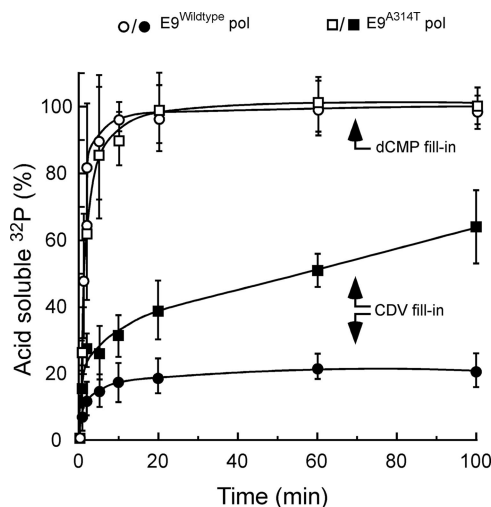 ○/● E9Wildtype pol □/■ E9A314T pol
100
80
60
40
20
0
Acid soluble 32P (%)
dCMP fill-in
CDV fill-in
0 20 40 60 80 100
Time (min)